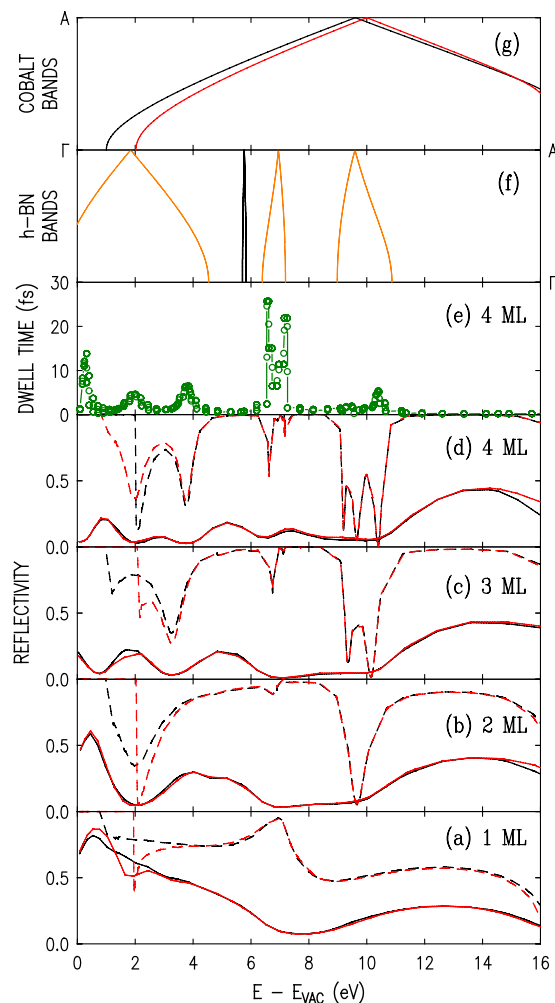 A
(g)
COBALT
BANDS
Γ
A
(f)
h-BN
BANDS
Γ
30
(e) 4 ML
20
10
DWELL TIME (fs)
0
(d) 4 ML
0.5
0.0
(c) 3 ML
0.5
REFLECTIVITY
0.0
(b) 2 ML
0.5
0.0
(a) 1 ML
0.5
0.0
0 2 4 6 8 10 12 14 16
E − E_VAC (eV)